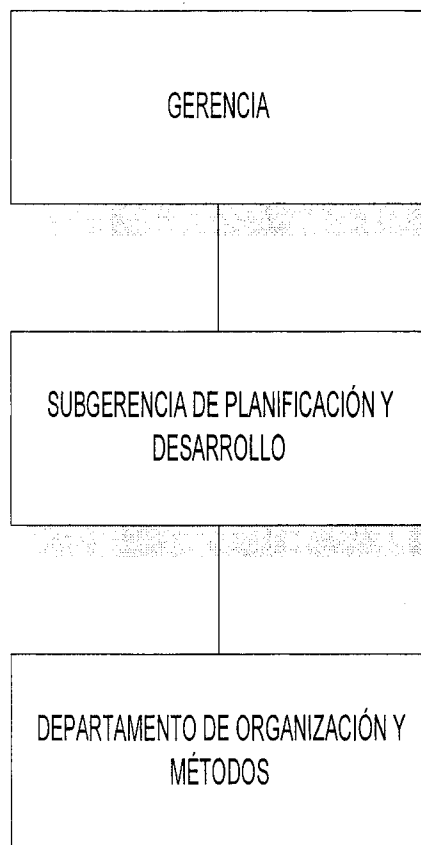 GERENCIA
SUBGERENCIA DE PLANIFICACIÓN Y
DESARROLLO
DEPARTAMENTO DE ORGANIZACIÓN Y
MÉTODOS